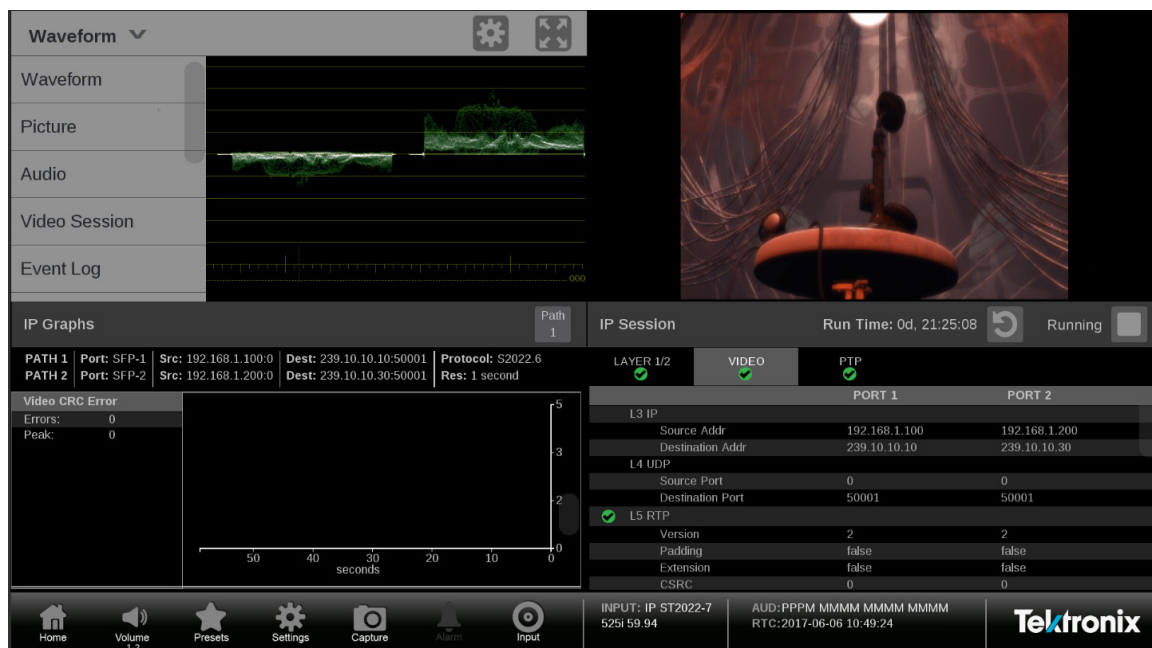 Waveform
Waveform
Picture
Audio
Video Session
Event Log
000
IP Graphs
Path
1
PATH 1 Port: SFP-1 Src: 192.168.1.100:0 Dest: 239.10.10.10:50001 Protocol: S2022.6
PATH 2 Port: SFP-2 Src: 192.168.1.200:0 Dest: 239.10.10.30:50001 Res: 1 second
Video CRC Error
Errors: 0
Peak: 0
5
3
2
0
50 40 30 20 10 0
seconds
IP Session
Run Time: 0d, 21:25:08
Running
LAYER 1/2 VIDEO PTP
PORT 1 PORT 2
L3 IP
Source Addr 192.168.1.100 192.168.1.200
Destination Addr 239.10.10.10 239.10.10.30
L4 UDP
Source Port 0 0
Destination Port 50001 50001
L5 RTP
Version 2 2
Padding false false
Extension false false
CSRC 0 0
Home Volume Presets Settings Capture Alarm Input
1-2
INPUT: IP ST2022-7
525i 59.94
AUD:PPPM MMMM MMMM MMMM
RTC:2017-06-06 10:49:24
Tektronix